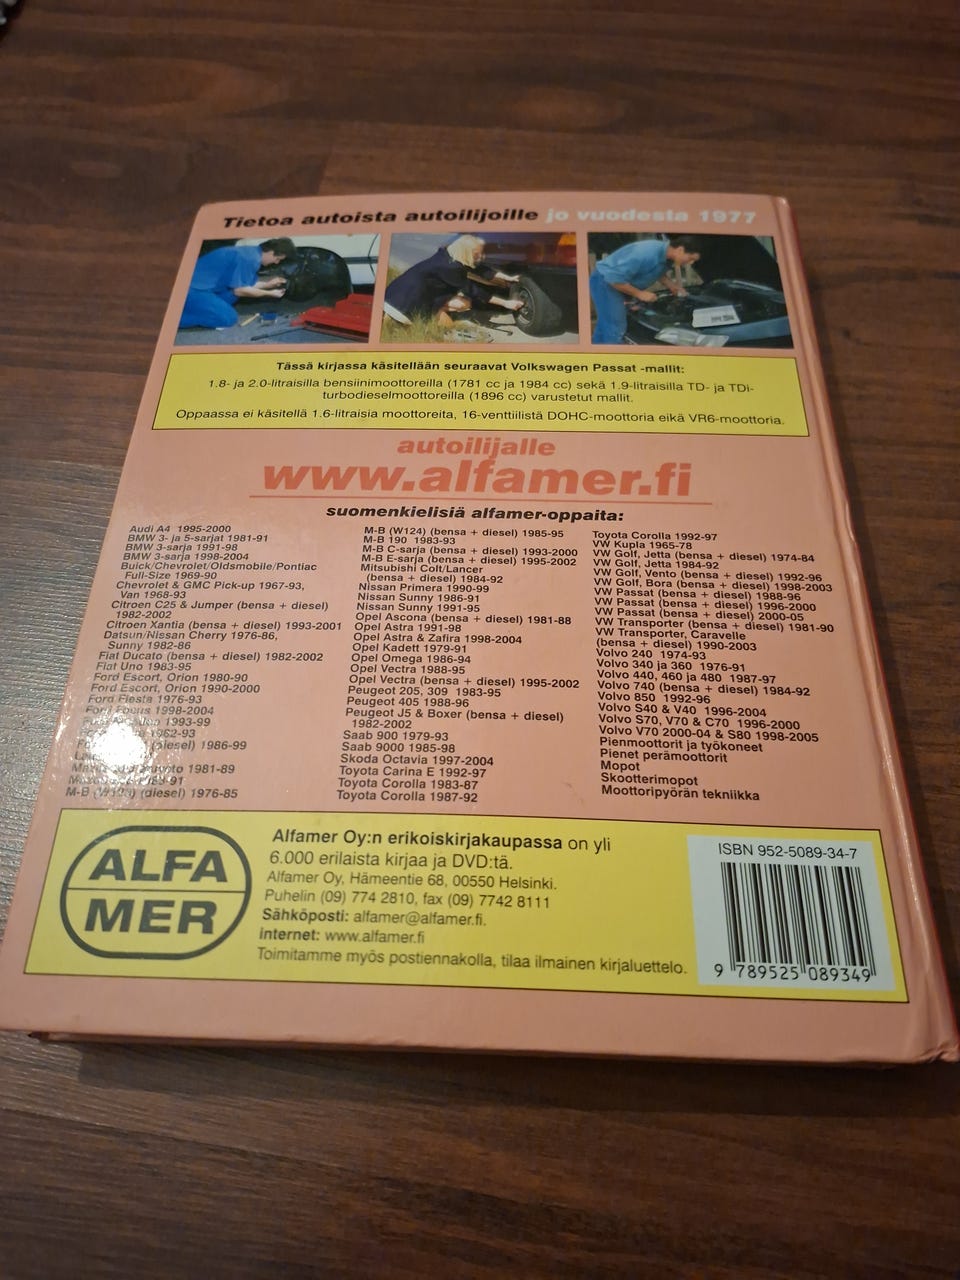 Tietoa autoista autoilijoille jo vuodesta 1977
Tässä kirjassa käsitellään seuraavat Volkswagen Passat -mallit:
1.8- ja 2.0-litraisilla bensiinimoottoreilla (1781 cc ja 1984 cc) sekä 1.9-litraisilla TD- ja TDi-
turbodieselmoottoreilla (1896 cc) varustetut mallit.
Oppaassa ei käsitellä 1.6-litraisia moottoreita, 16-venttiilistä DOHC-moottoria eikä VR6-moottoria.
autoilijalle
www.alfamer.fi
suomenkielisiä alfamer-oppaita:
Audi A4 1995-2000
BMW 3- ja 5-sarjat 1981-91
BMW 3-sarja 1991-98
BMW 3-sarja 1998-2004
Buick/Chevrolet/Oldsmobile/Pontiac
Full-Size 1969-90
Chevrolet & GMC Pick-up 1967-93,
Van 1968-93
Citroen C25 & Jumper (bensa + diesel)
1982-2002
Citroen Xantia (bensa + diesel) 1993-2001
Datsun/Nissan Cherry 1976-86,
Sunny 1982-86
Fiat Ducato (bensa + diesel) 1982-2002
Fiat Uno 1983-95
Ford Escort, Orion 1980-90
Ford Escort, Orion 1990-2000
Ford Fiesta 1976-93
Ford Focus 1998-2004
1993-99
1982-93
diesel) 1986-99
1981-89
M-B (diesel) 1976-85
M-B (W124) (bensa + diesel) 1985-95
M-B 190 1983-93
M-B C-sarja (bensa + diesel) 1993-2000
M-B E-sarja (bensa + diesel) 1995-2002
Mitsubishi Colt/Lancer
(bensa + diesel) 1984-92
Nissan Primera 1990-99
Nissan Sunny 1986-91
Nissan Sunny 1991-95
Opel Ascona (bensa + diesel) 1981-88
Opel Astra 1991-98
Opel Astra & Zafira 1998-2004
Opel Kadett 1979-91
Opel Omega 1986-94
Opel Vectra 1988-95
Opel Vectra (bensa + diesel) 1995-2002
Peugeot 205, 309 1983-95
Peugeot 405 1988-96
Peugeot J5 & Boxer (bensa + diesel)
1982-2002
Saab 900 1979-93
Saab 9000 1985-98
Skoda Octavia 1997-2004
Toyota Carina E 1992-97
Toyota Corolla 1983-87
Toyota Corolla 1987-92
Toyota Corolla 1992-97
VW Kupla 1965-78
VW Golf, Jetta (bensa + diesel) 1974-84
VW Golf, Jetta 1984-92
VW Golf, Vento (bensa + diesel) 1992-96
VW Golf, Bora (bensa + diesel) 1998-2003
VW Passat (bensa + diesel) 1988-96
VW Passat (bensa + diesel) 1996-2000
VW Passat (bensa + diesel) 2000-05
VW Transporter (bensa + diesel) 1981-90
VW Transporter, Caravelle
(bensa + diesel) 1990-2003
Volvo 240 1974-93
Volvo 340 ja 360 1976-91
Volvo 440, 460 ja 480 1987-97
Volvo 740 (bensa + diesel) 1984-92
Volvo 850 1992-96
Volvo S40 & V40 1996-2004
Volvo S70, V70 & C70 1996-2000
Volvo V70 2000-04 & S80 1998-2005
Pienmoottorit ja työkoneet
Pienet perämoottorit
Mopot
Skootterimopot
Moottoripyörän tekniikka
ALFA
MER
Alfamer Oy:n erikoiskirjakaupassa on yli
6.000 erilaista kirjaa ja DVD:tä.
Alfamer Oy, Hämeentie 68, 00550 Helsinki.
Puhelin (09) 774 2810, fax (09) 7742 8111
Sähköposti: alfamer@alfamer.fi.
internet: www.alfamer.fi
Toimitamme myös postiennakolla, tilaa ilmainen kirjaluettelo.
ISBN 952-5089-34-7
9 789525 089349